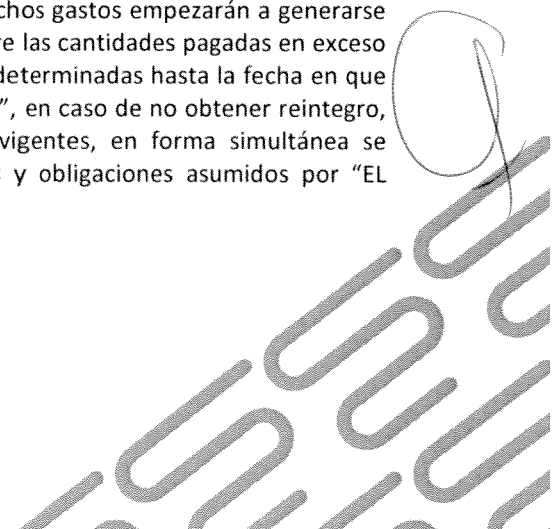 chos gastos empezarán a generarse
re las cantidades pagadas en exceso
determinadas hasta la fecha en que
”, en caso de no obtener reintegro,
vigentes, en forma simultánea se
y obligaciones asumidos por “EL